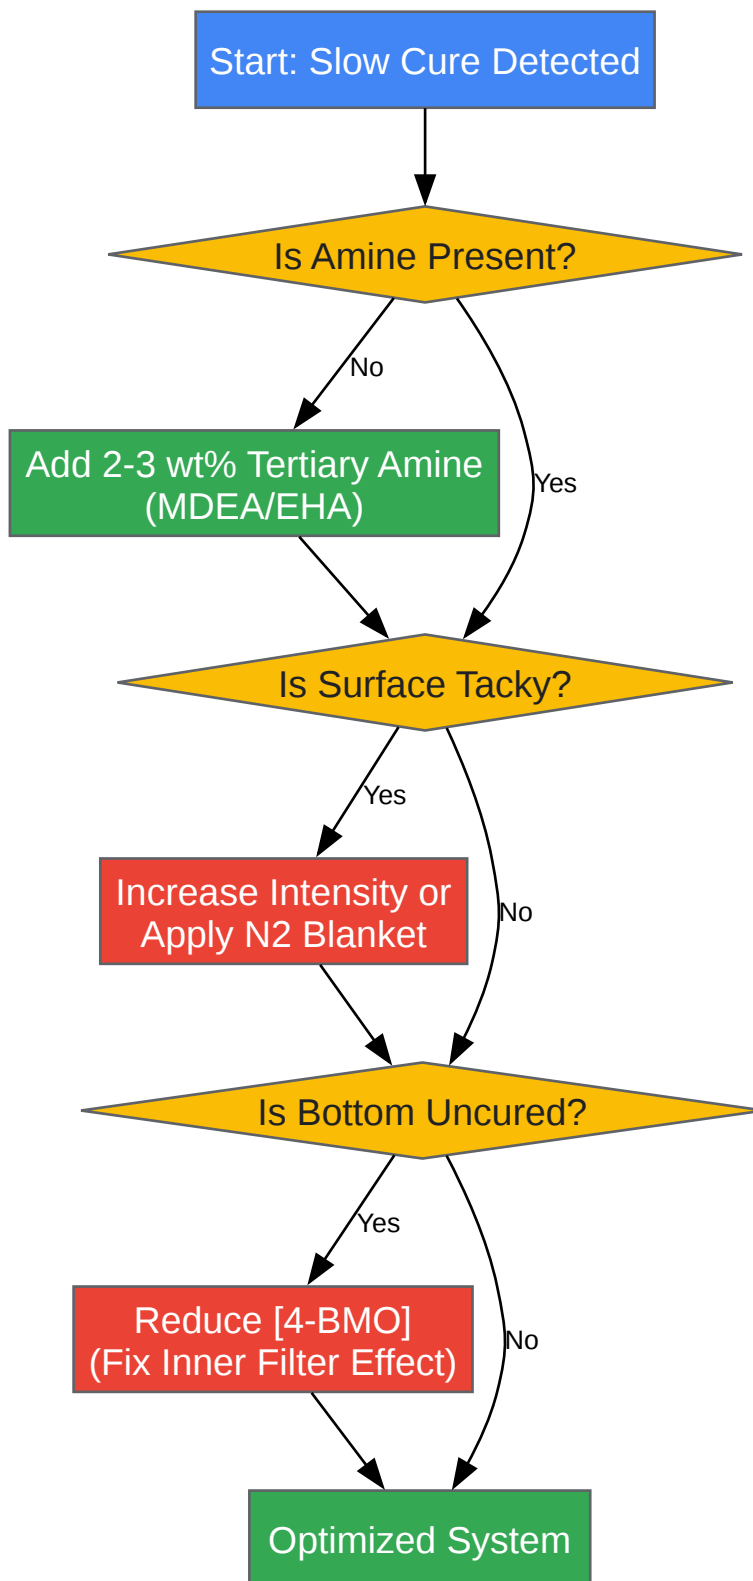 Start: Slow Cure Detected
Is Amine Present?
No
Add 2-3 wt% Tertiary Amine
(MDEA/EHA)
Yes
Is Surface Tacky?
Yes
Increase Intensity or
Apply N2 Blanket
No
Is Bottom Uncured?
Yes
Reduce [4-BMO]
(Fix Inner Filter Effect)
No
Optimized System